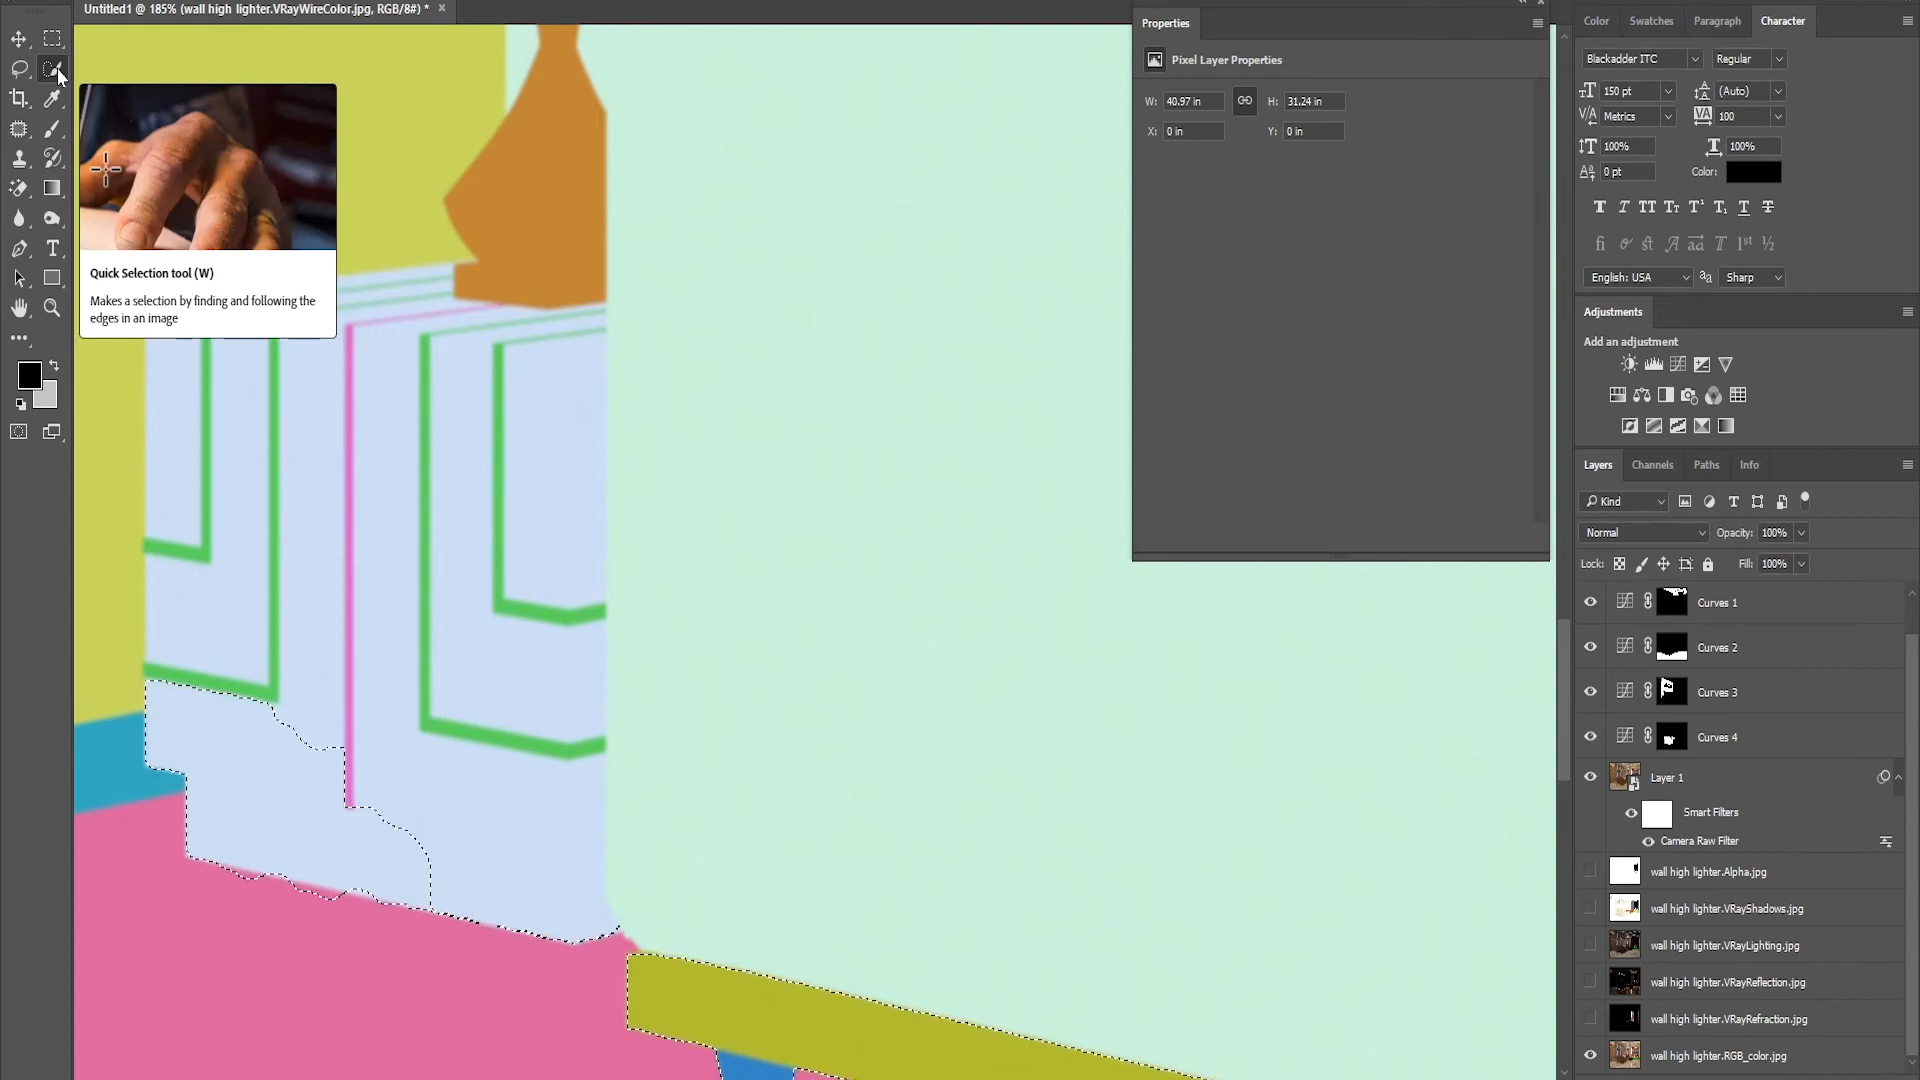 Untitled1 @ 185% (wall high lighter.VRayWireColor.jpg, RGB/8#) *
Quick Selection tool (W)
Makes a selection by finding and following the
edges in an image
Properties
Pixel Layer Properties
W: 40.97 in H: 31.24 in
X: 0 in Y: 0 in
Color Swatches Paragraph Character
Blackadder ITC Regular
150 pt (Auto)
Metrics 100
100% 100%
0 pt Color:
English: USA Sharp
Adjustments
Add an adjustment
Layers Channels Paths Info
Kind
Normal Opacity: 100%
Lock: Fill: 100%
Curves 1
Curves 2
Curves 3
Curves 4
Layer 1
Smart Filters
Camera Raw Filter
wall high lighter.Alpha.jpg
wall high lighter.VRayShadows.jpg
wall high lighter.VRayLighting.jpg
wall high lighter.VRayReflection.jpg
wall high lighter.VRayRefraction.jpg
wall high lighter.RGB_color.jpg